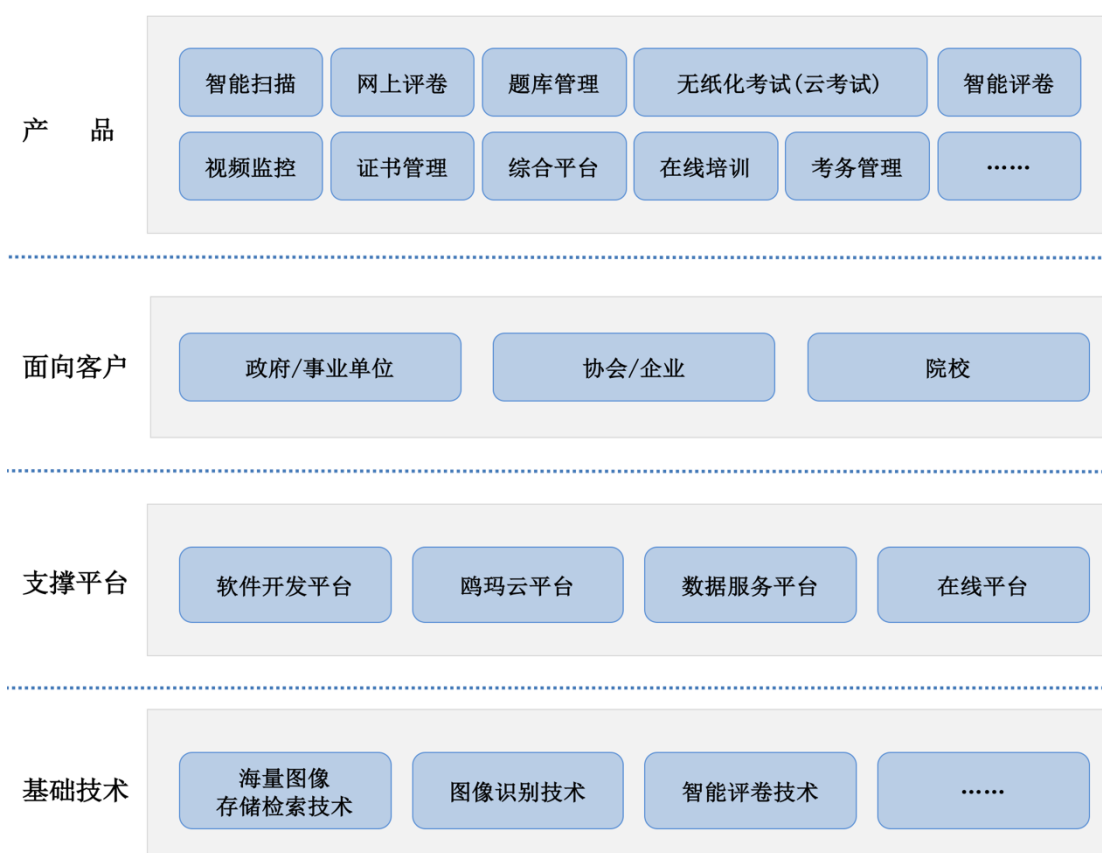 产 品
智能扫描 网上评卷 题库管理 无纸化考试(云考试) 智能评卷
视频监控 证书管理 综合平台 在线培训 考务管理 ……
面向客户
政府/事业单位 协会/企业 院校
支撑平台
软件开发平台 鸥玛云平台 数据服务平台 在线平台
基础技术
海量图像
存储检索技术
图像识别技术 智能评卷技术 ……